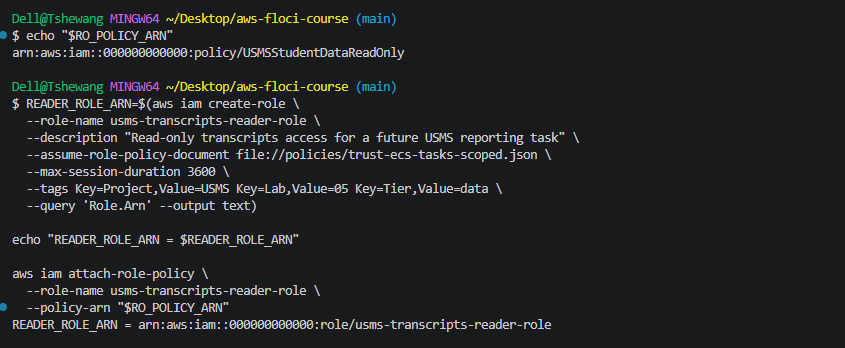 Dell@Tshewang MINGW64 ~/Desktop/aws-floci-course (main)
$ echo "$RO_POLICY_ARN"
arn:aws:iam::000000000000:policy/USMSStudentDataReadOnly
Dell@Tshewang MINGW64 ~/Desktop/aws-floci-course (main)
$ READER_ROLE_ARN=$(aws iam create-role \
  --role-name usms-transcripts-reader-role \
  --description "Read-only transcripts access for a future USMS reporting task" \
  --assume-role-policy-document file://policies/trust-ecs-tasks-scoped.json \
  --max-session-duration 3600 \
  --tags Key=Project,Value=USMS Key=Lab,Value=05 Key=Tier,Value=data \
  --query 'Role.Arn' --output text)
echo "READER_ROLE_ARN = $READER_ROLE_ARN"
aws iam attach-role-policy \
  --role-name usms-transcripts-reader-role \
  --policy-arn "$RO_POLICY_ARN"
READER_ROLE_ARN = arn:aws:iam::000000000000:role/usms-transcripts-reader-role